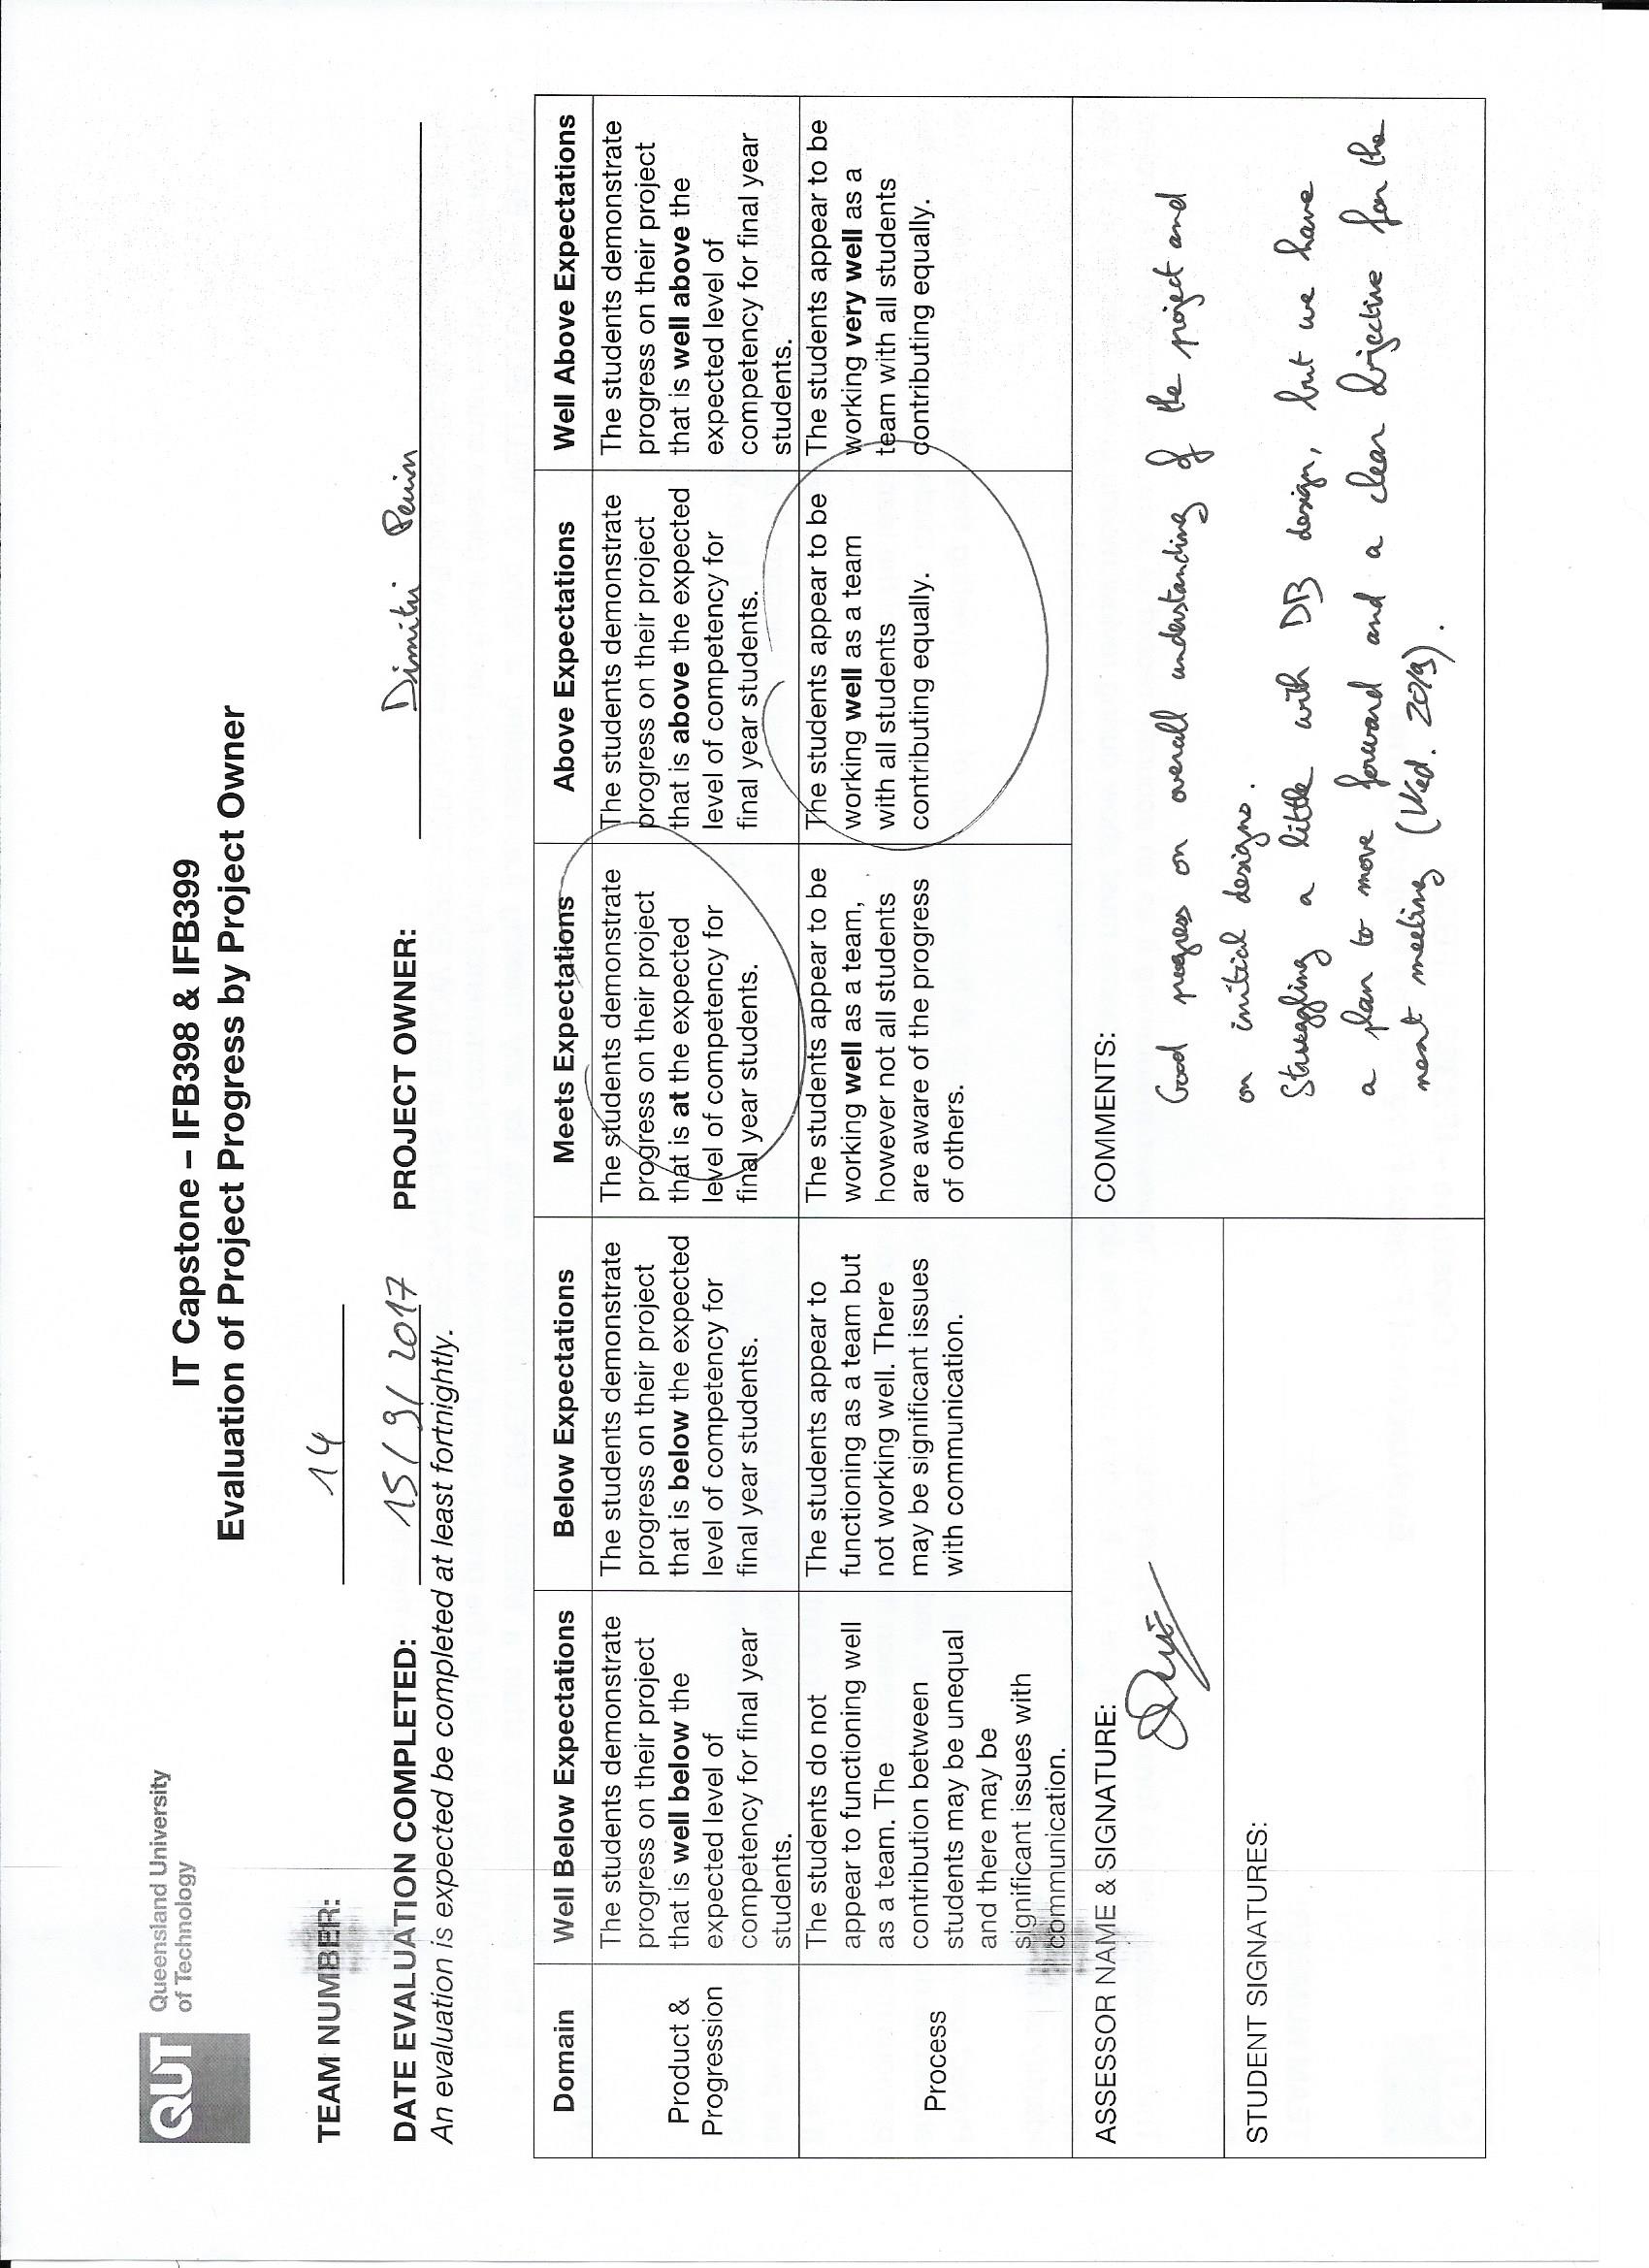 QUT
Queensland University
of Technology
IT Capstone – IFB398 & IFB399
Evaluation of Project Progress by Project Owner
TEAM NUMBER: 14
DATE EVALUATION COMPLETED: 15/9/2017 PROJECT OWNER: Dimitri Perrin
An evaluation is expected be completed at least fortnightly.
Domain
Well Below Expectations
Below Expectations
Meets Expectations
Above Expectations
Well Above Expectations
Product &
Progression
The students demonstrate
progress on their project
that is well below the
expected level of
competency for final year
students.
The students demonstrate
progress on their project
that is below the expected
level of competency for
final year students.
The students demonstrate
progress on their project
that is at the expected
level of competency for
final year students.
The students demonstrate
progress on their project
that is above the expected
level of competency for
final year students.
The students demonstrate
progress on their project
that is well above the
expected level of
competency for final year
students.
Process
The students do not
appear to functioning well
as a team. The
contribution between
students may be unequal
and there may be
significant issues with
communication.
The students appear to
functioning as a team but
not working well. There
may be significant issues
with communication.
The students appear to be
working well as a team,
however not all students
are aware of the progress
of others.
The students appear to be
working well as a team
with all students
contributing equally.
The students appear to be
working very well as a
team with all students
contributing equally.
ASSESSOR NAME & SIGNATURE:
STUDENT SIGNATURES:
COMMENTS:
Good progress on overall understanding of the project and
on initial designs.
Struggling a little with DB design, but we have
a plan to move forward and a clear objective for the
next meeting (Wed. 20/9).